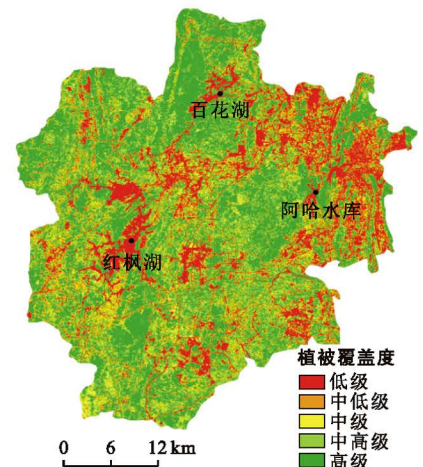 百花湖
阿哈水库
红枫湖
植被覆盖度
低级
中低级
中级
中高级
高级
0 6 12 km